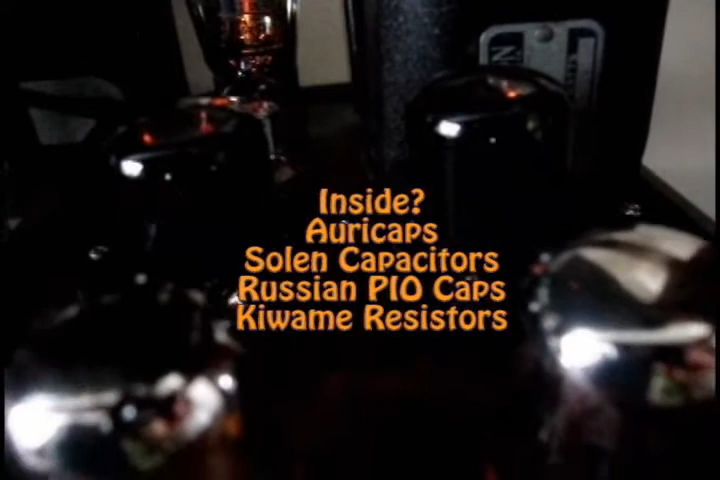 Inside?
Auricaps
Solen Capacitors
Russian PIO Caps
Kiwame Resistors